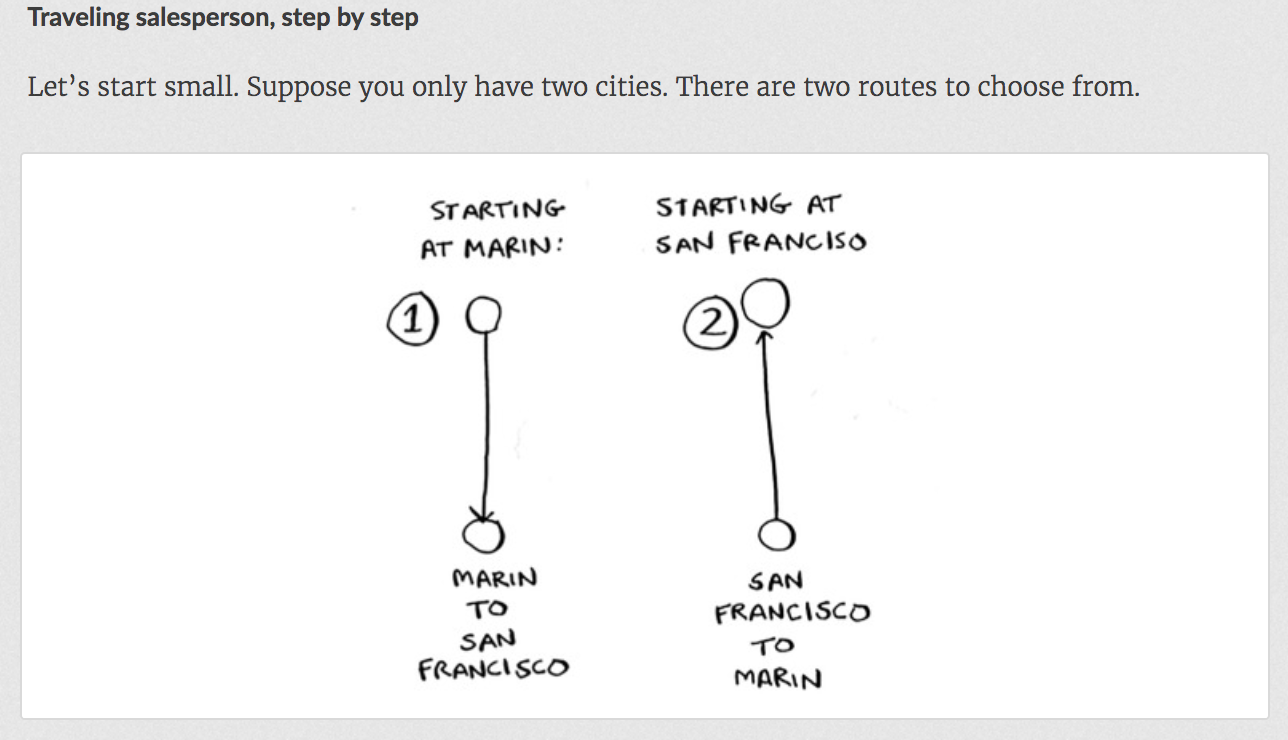 Traveling salesperson, step by step
Let’s start small. Suppose you only have two cities. There are two routes to choose from.
STARTING
AT MARIN:
1
MARIN
TO
SAN
FRANCISCO
STARTING AT
SAN FRANCISO
2
SAN
FRANCISCO
TO
MARIN